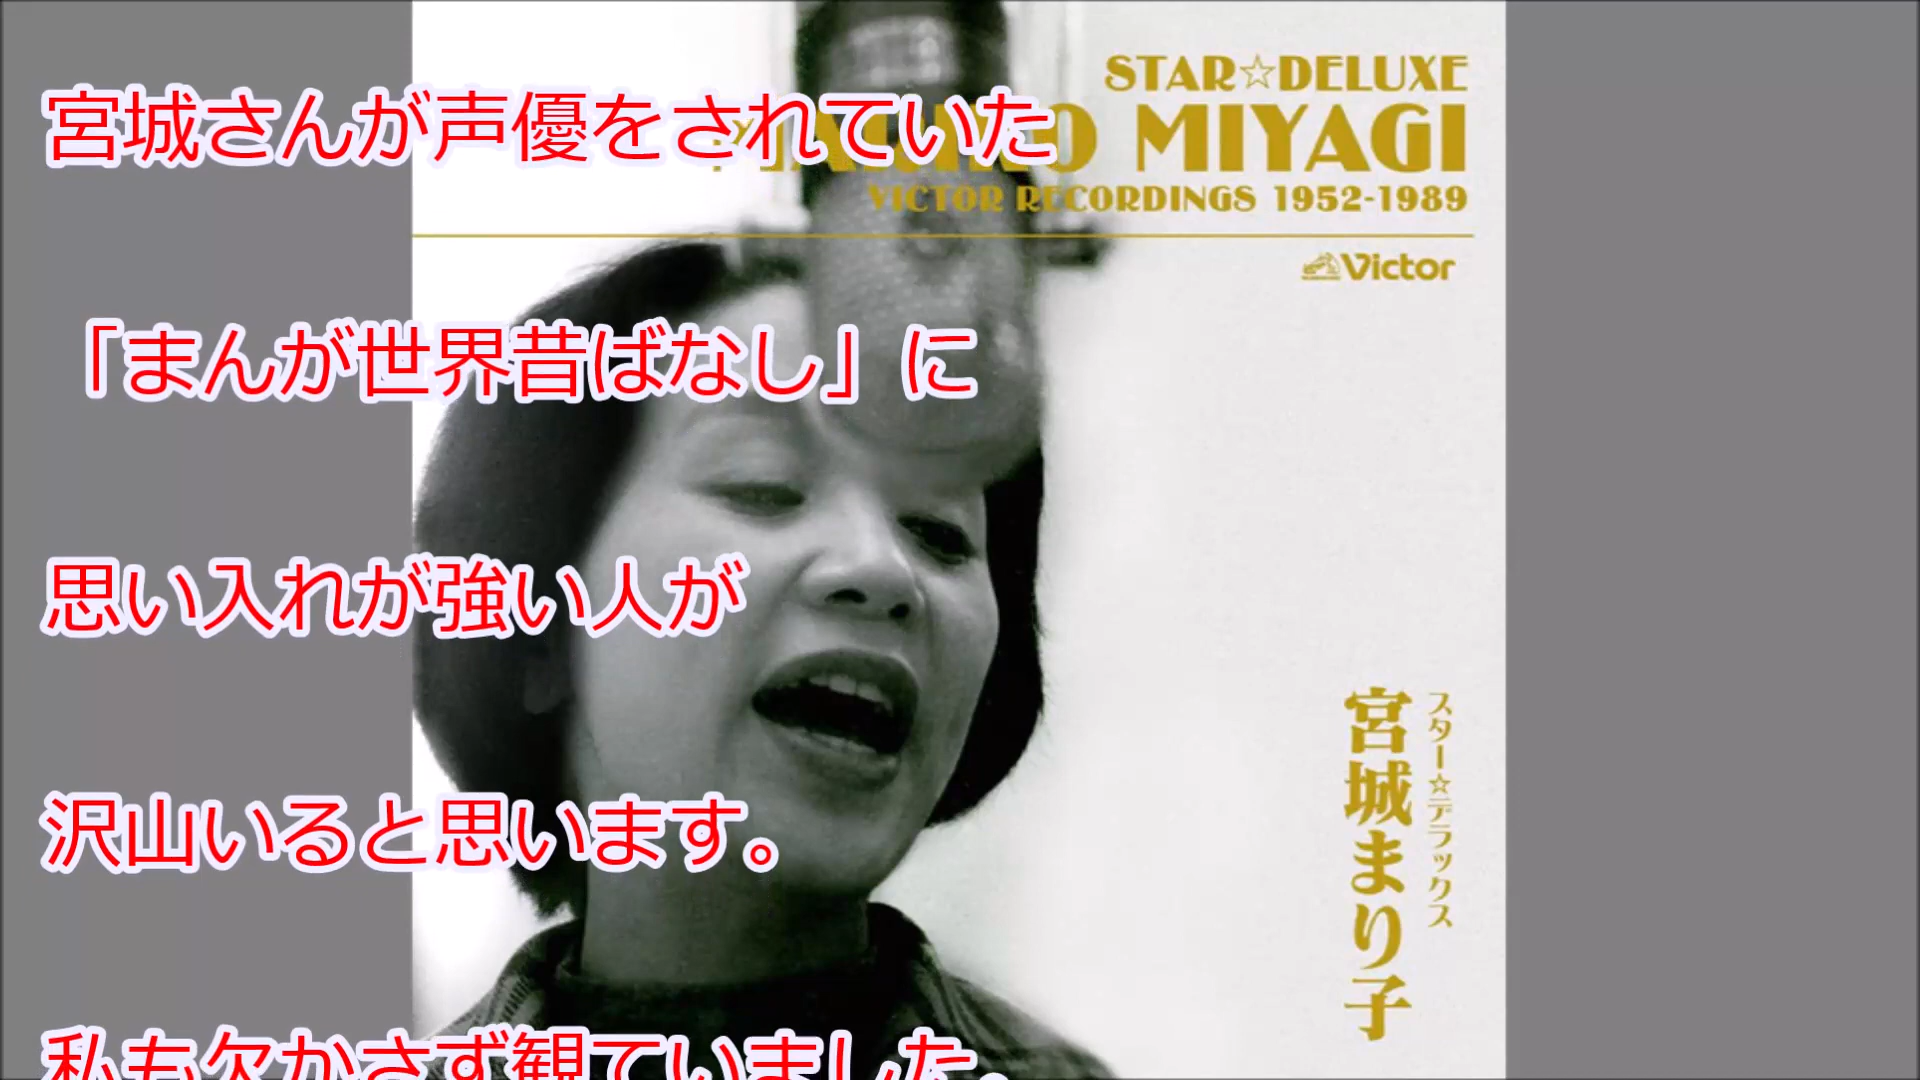 STAR☆DELUXE
MIYAGI
VICTOR RECORDINGS 1952-1989
Victor
宮城さんが声優をされていた
「まんが世界昔ばなし」に
思い入れが強い人が
沢山いると思います。
私も欠かさず観ていました。
スター☆デラックス
宮城まり子